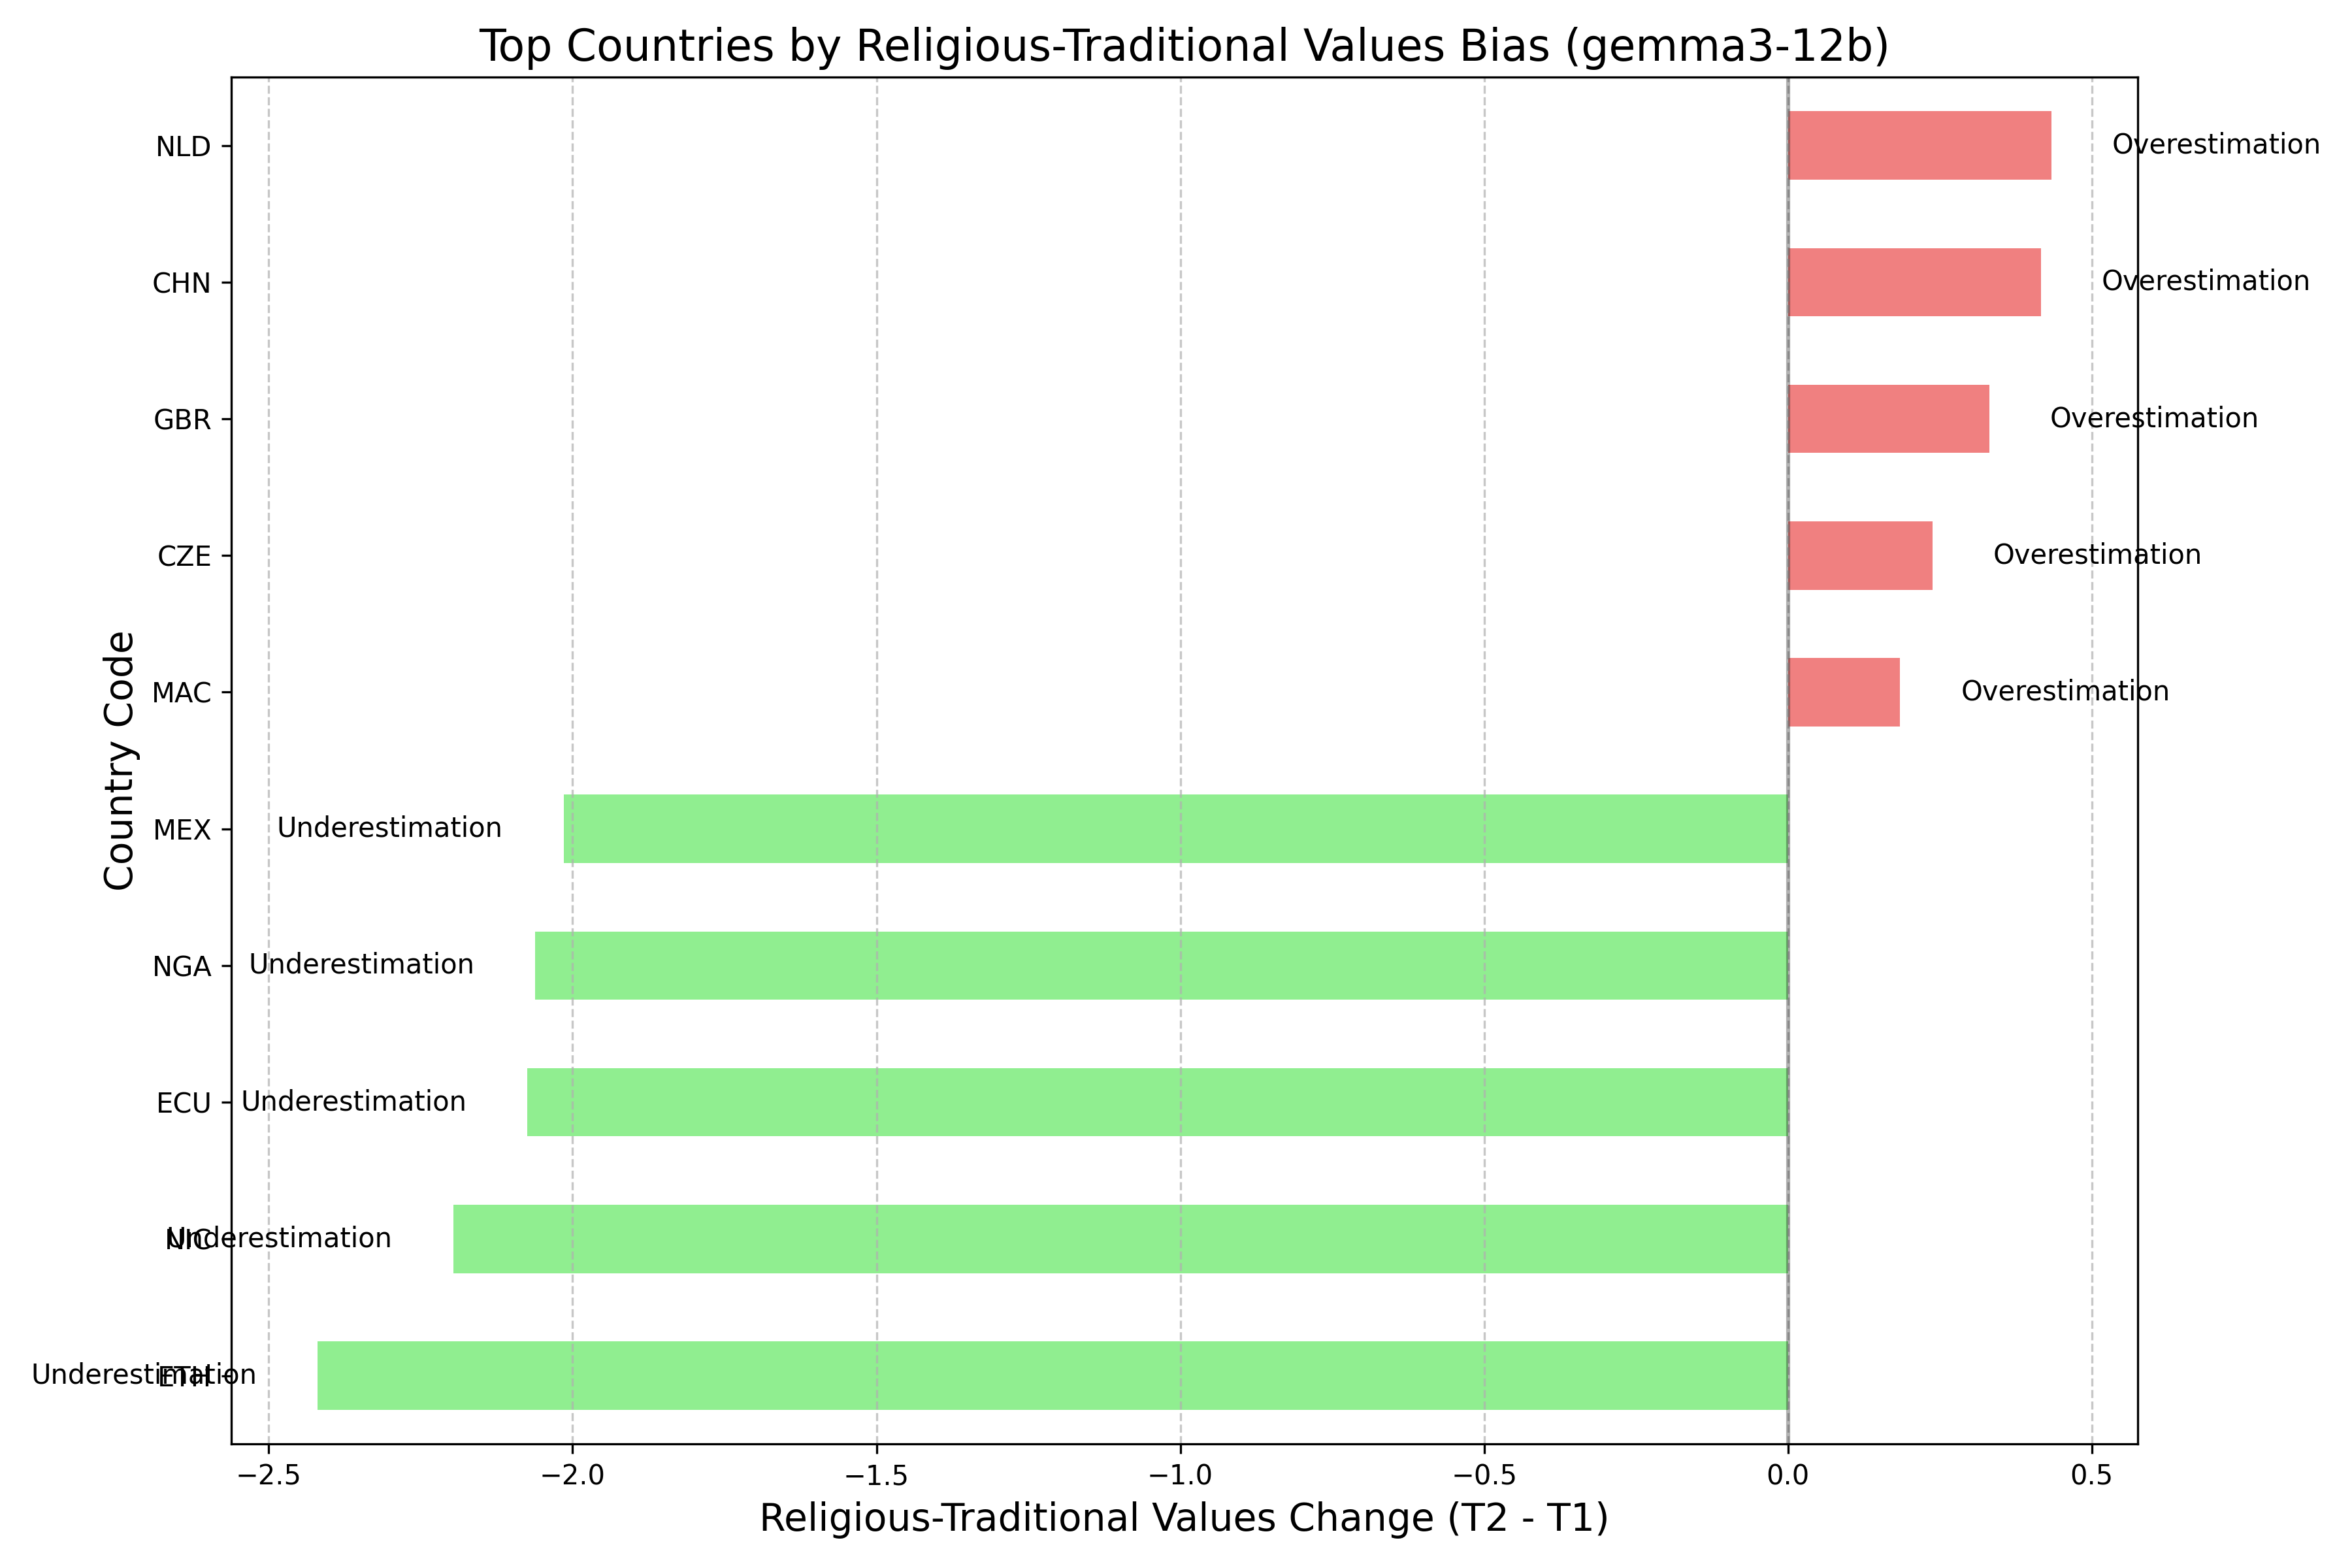 Top Countries by Religious-Traditional Values Bias (gemma3-12b)
NLD
Overestimation
CHN
Overestimation
GBR
Overestimation
CZE
Overestimation
MAC
Overestimation
Country Code
MEX
Underestimation
NGA
Underestimation
ECU
Underestimation
NIC
Underestimation
ETH
Underestimation
−2.5 −2.0 −1.5 −1.0 −0.5 0.0 0.5
Religious-Traditional Values Change (T2 - T1)